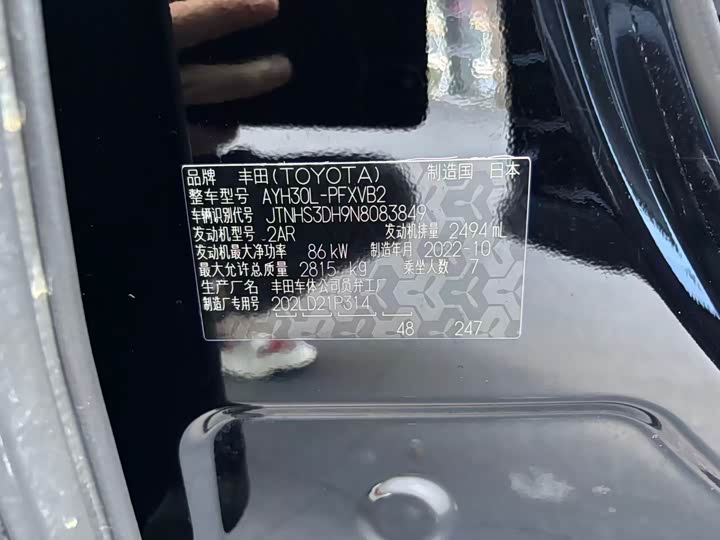 品牌 丰田(TOYOTA) 制造国 日本
整车型号 AYH30L-PFXVB2
车辆识别代号 JTNHS3DH9N8083849
发动机型号 2AR 发动机排量 2494 mL
发动机最大净功率 86 kW 制造年月 2022-10
最大允许总质量 2815 kg 乘坐人数 7
生产厂名 丰田车体公司员弁工厂
制造厂专用号 202LD21P314
48 247